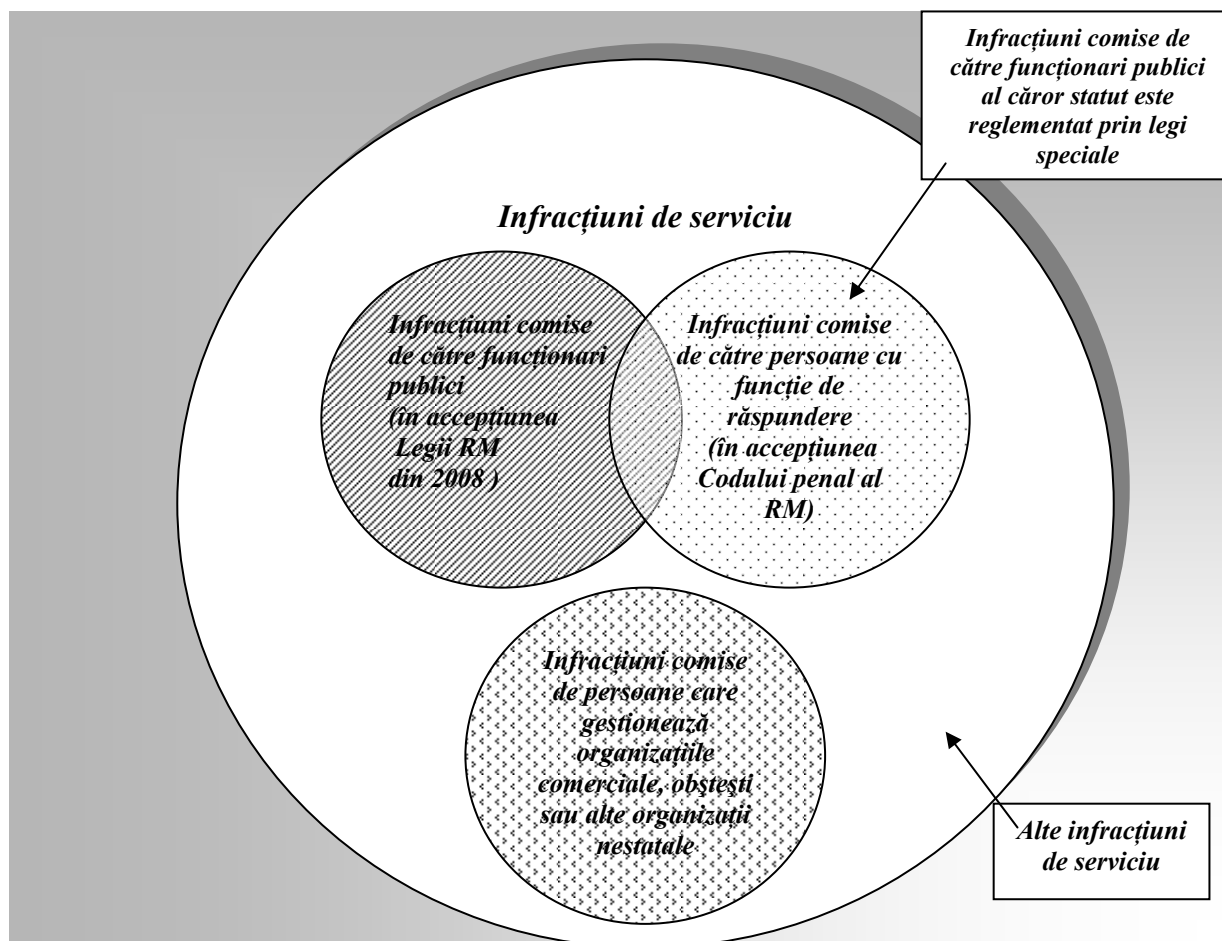 Infracțiuni comise de
către funcționari publici
al căror statut este
reglementat prin legi
speciale
Infracțiuni de serviciu
Infracțiuni comise
de către funcționari
publici
(în accepțiunea
Legii RM
din 2008 )
Infracțiuni comise
de către persoane cu
funcție de
răspundere
(în accepțiunea
Codului penal al
RM)
Infracțiuni comise
de persoane care
gestionează
organizațiile
comerciale, obștești
sau alte organizații
nestatale
Alte infracțiuni
de serviciu